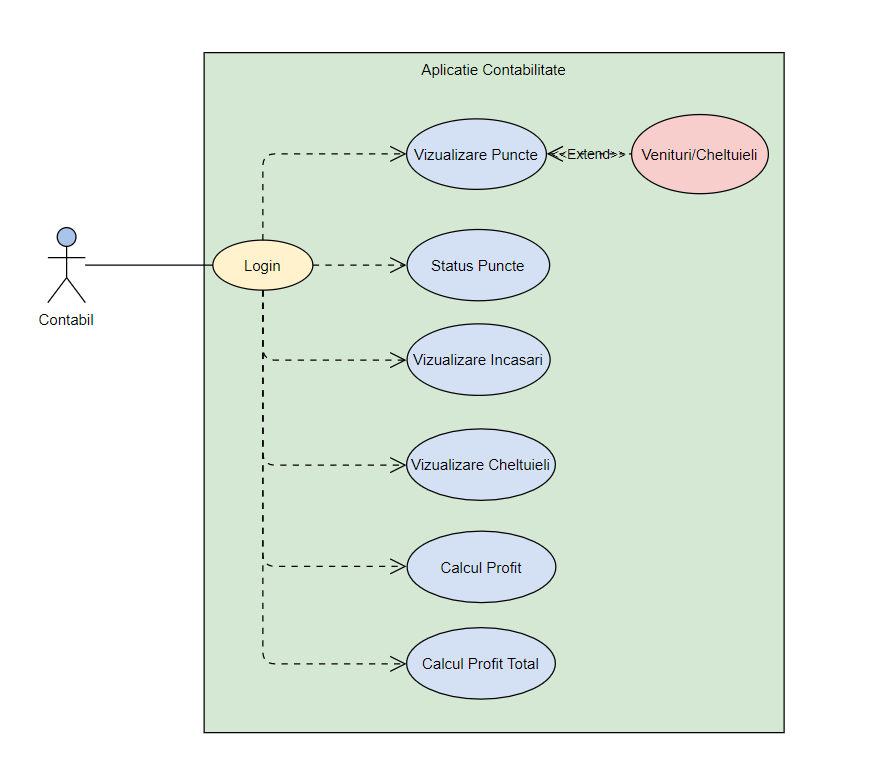 Aplicatie Contabilitate
Vizualizare Puncte
<<Extend>>
Venituri/Cheltuieli
Login
Status Puncte
Contabil
Vizualizare Incasari
Vizualizare Cheltuieli
Calcul Profit
Calcul Profit Total